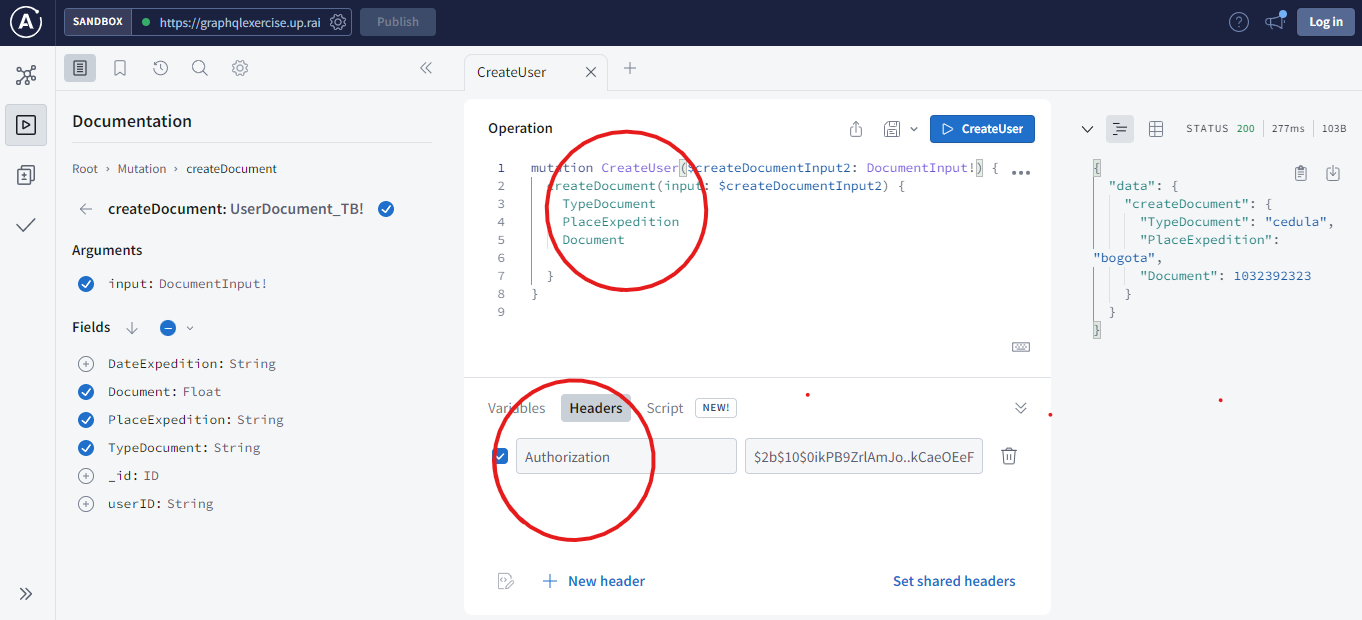 SANDBOX https://graphqlexercise.up.rai Publish Log in
CreateUser
Documentation
Root › Mutation › createDocument
createDocument: UserDocument_TB!
Arguments
input: DocumentInput!
Fields
DateExpedition: String
Document: Float
PlaceExpedition: String
TypeDocument: String
_id: ID
userID: String
Operation
CreateUser
1 mutation CreateUser($createDocumentInput2: DocumentInput!) {
2 createDocument(input: $createDocumentInput2) {
3 TypeDocument
4 PlaceExpedition
5 Document
6
7 }
8 }
9
Variables Headers Script NEW!
Authorization $2b$10$0ikPB9ZrlAmJo..kCaeOEeF
New header Set shared headers
STATUS 200 277ms 103B
{
"data": {
"createDocument": {
"TypeDocument": "cedula",
"PlaceExpedition":
"bogota",
"Document": 1032392323
}
}
}